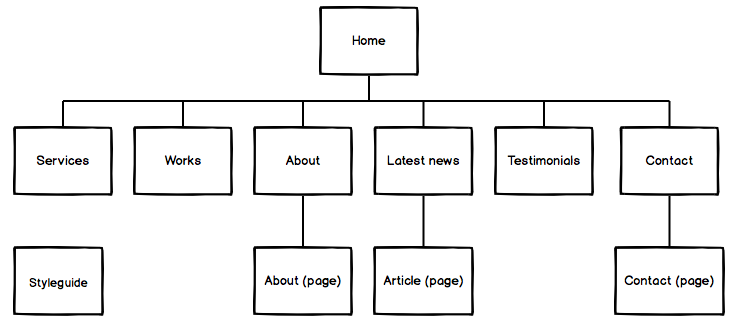 Home
Services
Works
About
Latest news
Testimonials
Contact
Styleguide
About (page)
Article (page)
Contact (page)